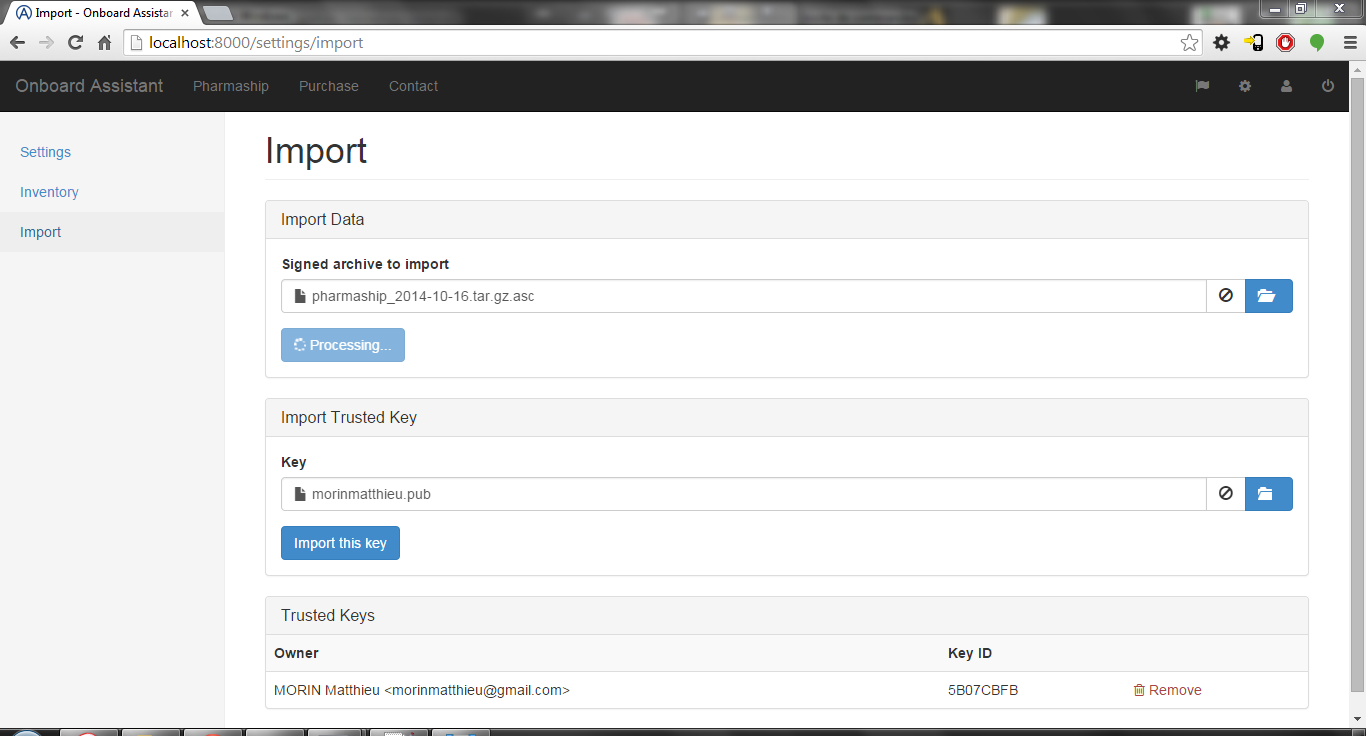 Import - Onboard Assistar
localhost:8000/settings/import
Onboard Assistant Pharmaship Purchase Contact
Settings
Inventory
Import
Import
Import Data
Signed archive to import
pharmaship_2014-10-16.tar.gz.asc
Processing...
Import Trusted Key
Key
morinmatthieu.pub
Import this key
Trusted Keys
Owner Key ID
MORIN Matthieu <morinmatthieu@gmail.com> 5B07CBFB Remove